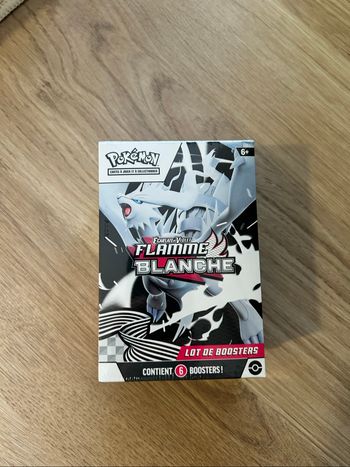 POKÉMON
CARTES À JOUER ET À COLLECTIONNER
6+
ÉCARLATE ET VIOLET
FLAMME
BLANCHE
LOT DE BOOSTERS
CONTIENT 6 BOOSTERS!